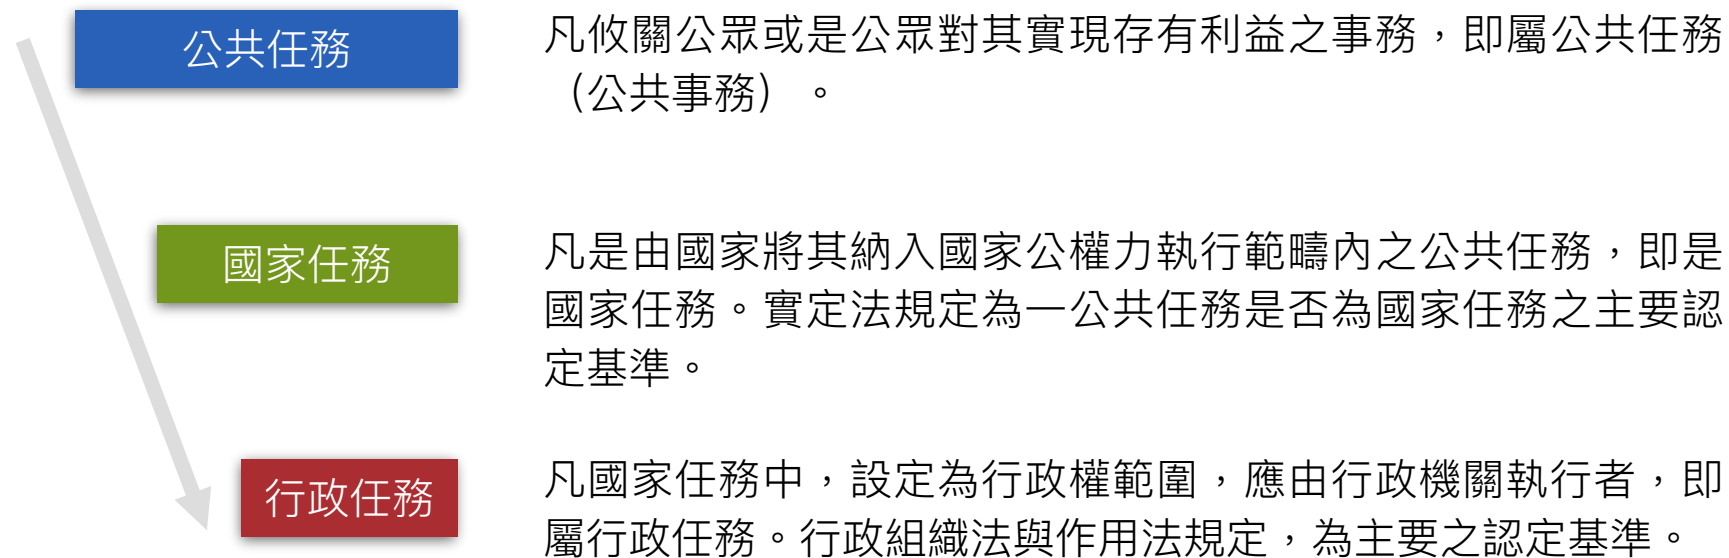 公共任務
凡攸關公眾或是公眾對其實現存有利益之事務，即屬公共任務
（公共事務）。
國家任務
凡是由國家將其納入國家公權力執行範疇內之公共任務，即是
國家任務。實定法規定為一公共任務是否為國家任務之主要認
定基準。
行政任務
凡國家任務中，設定為行政權範圍，應由行政機關執行者，即
屬行政任務。行政組織法與作用法規定，為主要之認定基準。